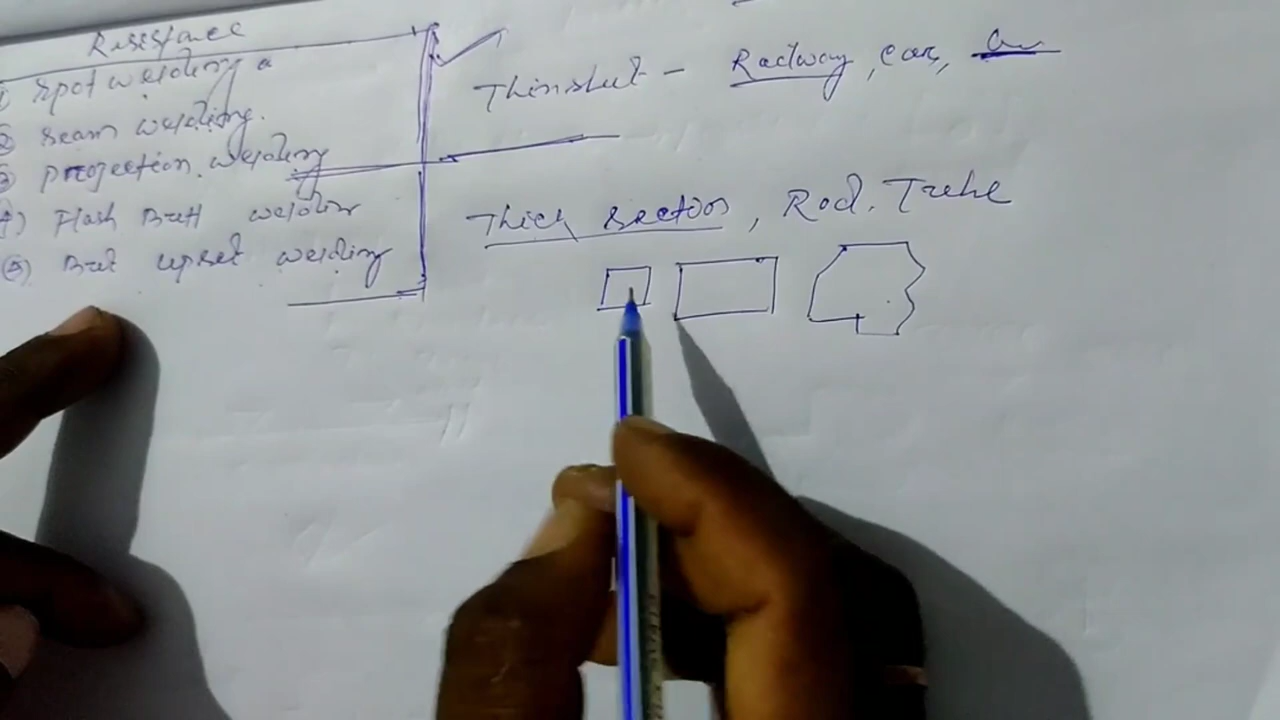 Resistance
① Spot welding
② Seam welding.
③ projection welding
4) Flash Butt welding
⑤ But upset welding
Thin sheet - Railway, car,
Thick section, Rod. Tube